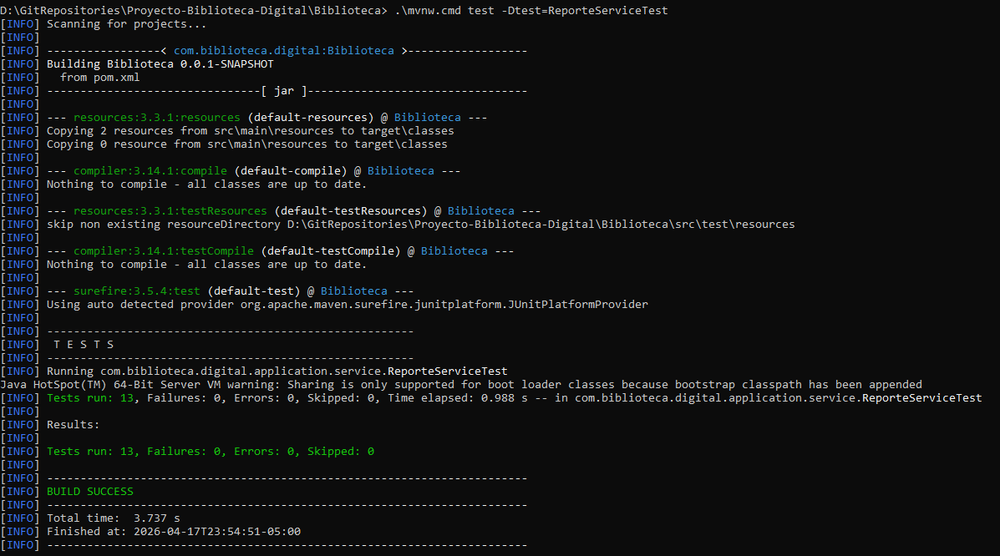 D:\GitRepositories\Proyecto-Biblioteca-Digital\Biblioteca> .\mvnw.cmd test -Dtest=ReporteServiceTest
[INFO] Scanning for projects...
[INFO]
[INFO] -----------------< com.biblioteca.digital:Biblioteca >------------------
[INFO] Building Biblioteca 0.0.1-SNAPSHOT
[INFO]   from pom.xml
[INFO] --------------------------------[ jar ]---------------------------------
[INFO]
[INFO] --- resources:3.3.1:resources (default-resources) @ Biblioteca ---
[INFO] Copying 2 resources from src\main\resources to target\classes
[INFO] Copying 0 resource from src\main\resources to target\classes
[INFO]
[INFO] --- compiler:3.14.1:compile (default-compile) @ Biblioteca ---
[INFO] Nothing to compile - all classes are up to date.
[INFO]
[INFO] --- resources:3.3.1:testResources (default-testResources) @ Biblioteca ---
[INFO] skip non existing resourceDirectory D:\GitRepositories\Proyecto-Biblioteca-Digital\Biblioteca\src\test\resources
[INFO]
[INFO] --- compiler:3.14.1:testCompile (default-testCompile) @ Biblioteca ---
[INFO] Nothing to compile - all classes are up to date.
[INFO]
[INFO] --- surefire:3.5.4:test (default-test) @ Biblioteca ---
[INFO] Using auto detected provider org.apache.maven.surefire.junitplatform.JUnitPlatformProvider
[INFO]
[INFO] -------------------------------------------------------
[INFO]  T E S T S
[INFO] -------------------------------------------------------
[INFO] Running com.biblioteca.digital.application.service.ReporteServiceTest
Java HotSpot(TM) 64-Bit Server VM warning: Sharing is only supported for boot loader classes because bootstrap classpath has been appended
[INFO] Tests run: 13, Failures: 0, Errors: 0, Skipped: 0, Time elapsed: 0.988 s -- in com.biblioteca.digital.application.service.ReporteServiceTest
[INFO]
[INFO] Results:
[INFO]
[INFO] Tests run: 13, Failures: 0, Errors: 0, Skipped: 0
[INFO]
[INFO] ------------------------------------------------------------------------
[INFO] BUILD SUCCESS
[INFO] ------------------------------------------------------------------------
[INFO] Total time:  3.737 s
[INFO] Finished at: 2026-04-17T23:54:51-05:00
[INFO] ------------------------------------------------------------------------